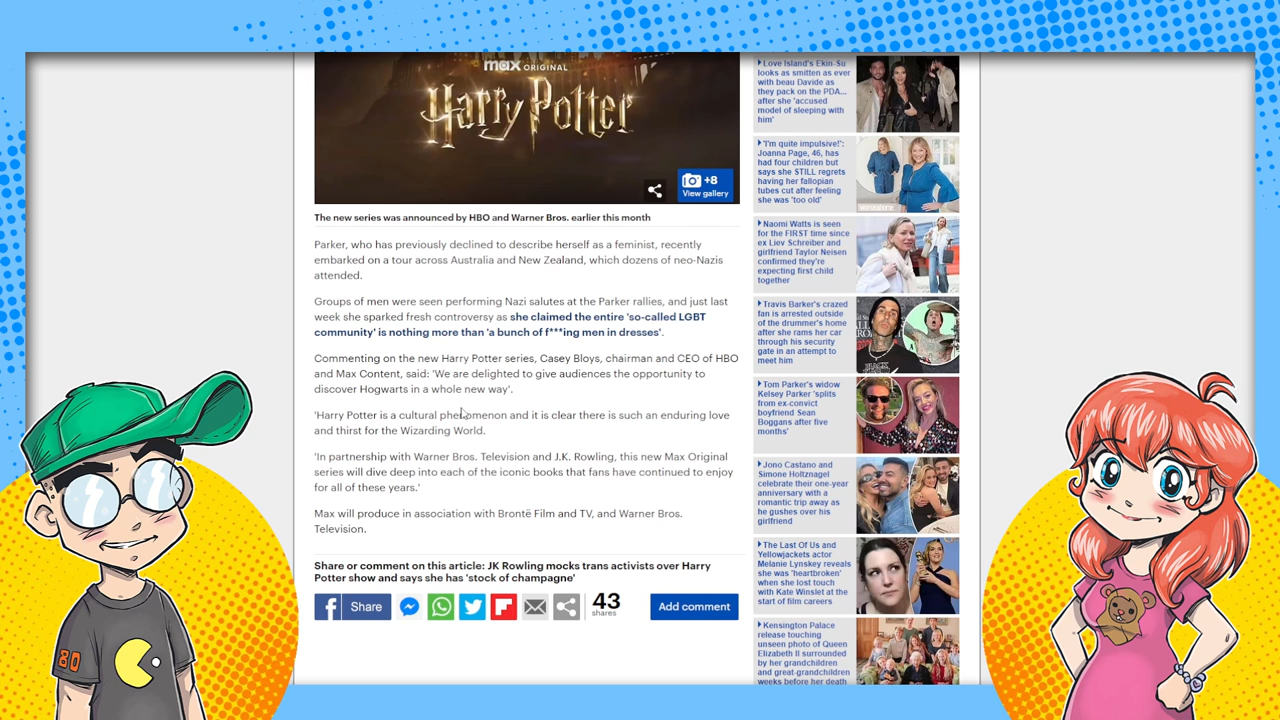 max ORIGINAL
Harry Potter
+8
View gallery
The new series was announced by HBO and Warner Bros. earlier this month
Parker, who has previously declined to describe herself as a feminist, recently
embarked on a tour across Australia and New Zealand, which dozens of neo-Nazis
attended.
Groups of men were seen performing Nazi salutes at the Parker rallies, and just last
week she sparked fresh controversy as she claimed the entire 'so-called LGBT
community' is nothing more than 'a bunch of f***ing men in dresses'.
Commenting on the new Harry Potter series, Casey Bloys, chairman and CEO of HBO
and Max Content, said: 'We are delighted to give audiences the opportunity to
discover Hogwarts in a whole new way'.
'Harry Potter is a cultural phenomenon and it is clear there is such an enduring love
and thirst for the Wizarding World.
'In partnership with Warner Bros. Television and J.K. Rowling, this new Max Original
series will dive deep into each of the iconic books that fans have continued to enjoy
for all of these years.'
Max will produce in association with Brontë Film and TV, and Warner Bros.
Television.
Share or comment on this article: JK Rowling mocks trans activists over Harry
Potter show and says she has 'stock of champagne'
Share
43
shares
Add comment
Love Island's Ekin-Su
looks as smitten as ever
with beau Davide as
they pack on the PDA...
after she 'accused
model of sleeping with
him'
'I'm quite impulsive!':
Joanna Page, 46, has
had four children but
says she STILL regrets
having her fallopian
tubes cut after feeling
she was 'too old'
Naomi Watts is seen
for the FIRST time since
ex Liev Schreiber and
girlfriend Taylor Neisen
confirmed they're
expecting first child
together
Travis Barker's crazed
fan is arrested outside
of the drummer's home
after she rams her car
through his security
gate in an attempt to
meet him
Tom Parker's widow
Kelsey Parker 'splits
from ex-convict
boyfriend Sean
Boggans after five
months'
Jono Castano and
Simone Holtznagel
celebrate their one-year
anniversary with a
romantic trip away as
he gushes over his
girlfriend
The Last Of Us and
Yellowjackets actor
Melanie Lynskey reveals
she was 'heartbroken'
when she lost touch
with Kate Winslet at the
start of film careers
Kensington Palace
release touching
unseen photo of Queen
Elizabeth II surrounded
by her grandchildren
and great-grandchildren
weeks before her death
80